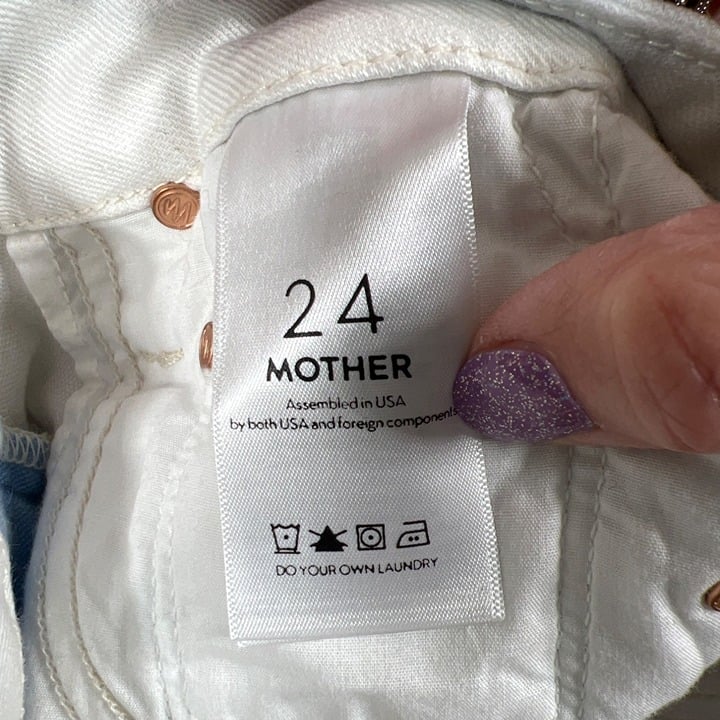 24
MOTHER
Assembled in USA
by both USA and foreign components
DO YOUR OWN LAUNDRY